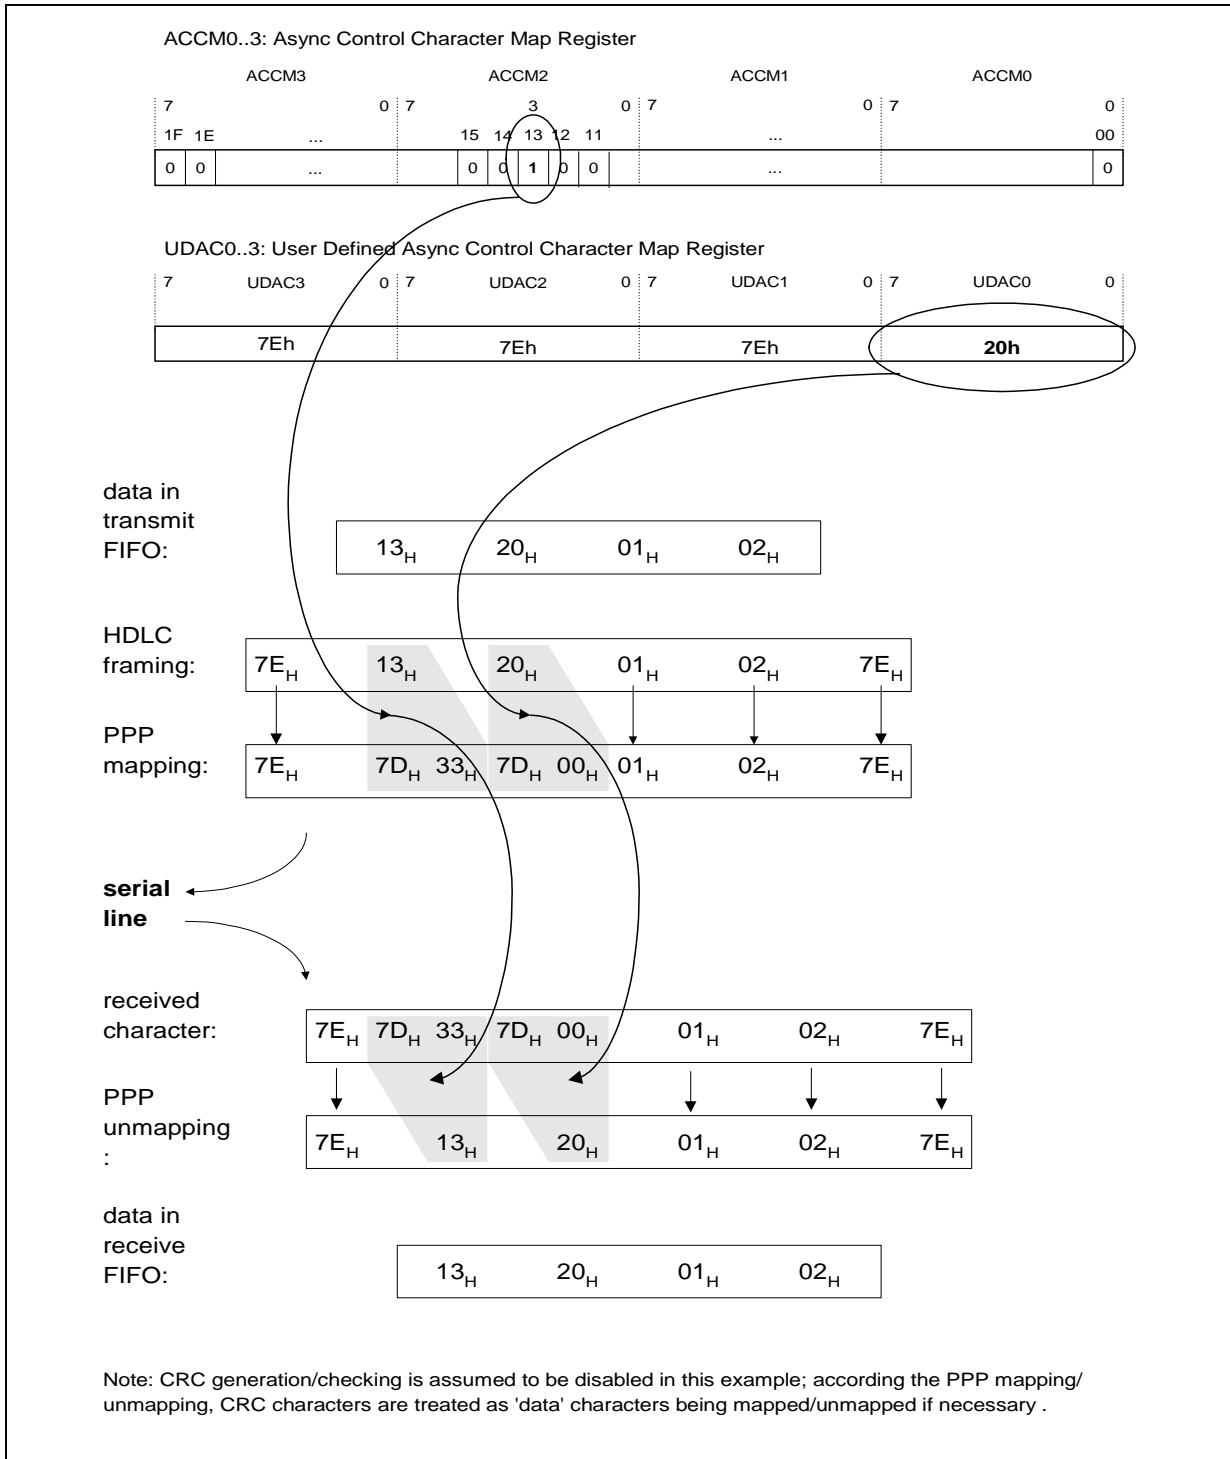 ACCM0..3: Async Control Character Map Register
ACCM3 ACCM2 ACCM1 ACCM0
7 0 7 3 0 7 0 7 0
1F 1E ... 15 14 13 12 11 ... 00
0 0 ... 0 0 1 0 0 ... 0
UDAC0..3: User Defined Async Control Character Map Register
7 UDAC3 0 7 UDAC2 0 7 UDAC1 0 7 UDAC0 0
7Eh 7Eh 7Eh 20h
data in
transmit
FIFO:
13H 20H 01H 02H
HDLC
framing:
7EH 13H 20H 01H 02H 7EH
PPP
mapping:
7EH 7DH 33H 7DH 00H 01H 02H 7EH
serial
line
received
character:
7EH 7DH 33H 7DH 00H 01H 02H 7EH
PPP
unmapping
:
7EH 13H 20H 01H 02H 7EH
data in
receive
FIFO:
13H 20H 01H 02H
Note: CRC generation/checking is assumed to be disabled in this example; according the PPP mapping/
unmapping, CRC characters are treated as 'data' characters being mapped/unmapped if necessary .